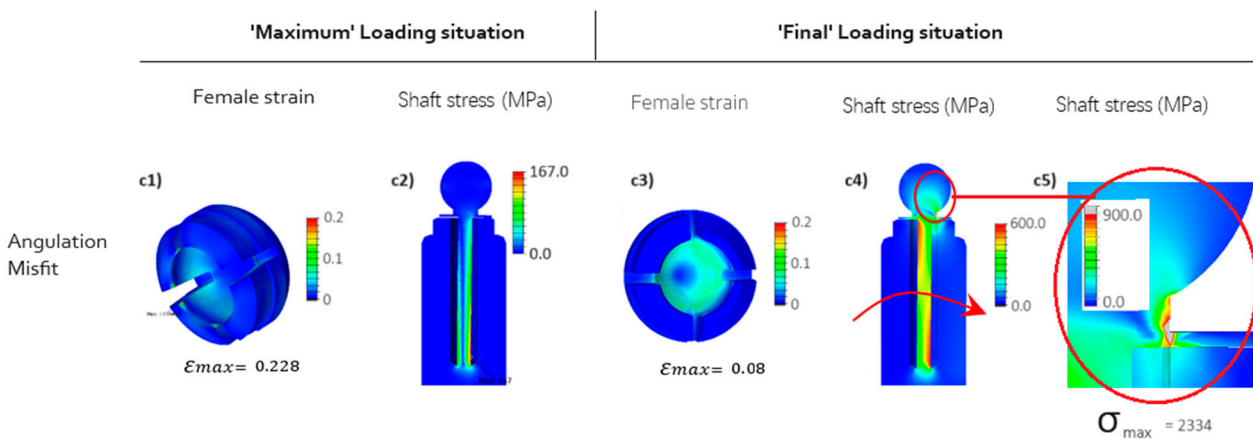 'Maximum' Loading situation
'Final' Loading situation
Female strain
Shaft stress (MPa)
Female strain
Shaft stress (MPa)
Shaft stress (MPa)
Angulation
Misfit
c1)
0.2
0.1
0
Ɛmax= 0.228
c2)
167.0
0.0
c3)
0.2
0.1
0
Ɛmax= 0.08
c4)
600.0
0.0
c5)
900.0
0.0
σmax = 2334